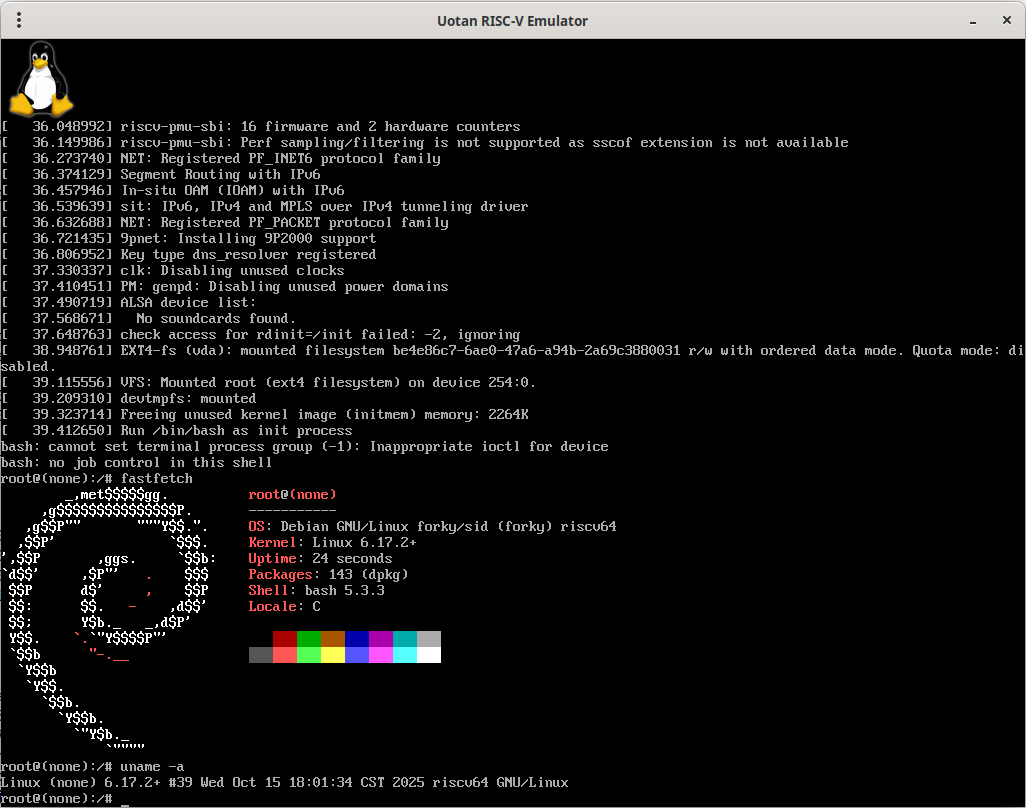 Uotan RISC-V Emulator
[   36.048992] riscv-pmu-sbi: 16 firmware and 2 hardware counters
[   36.149986] riscv-pmu-sbi: Perf sampling/filtering is not supported as sscof extension is not available
[   36.273740] NET: Registered PF_INET6 protocol family
[   36.374129] Segment Routing with IPv6
[   36.457946] In-situ OAM (IOAM) with IPv6
[   36.539639] sit: IPv6, IPv4 and MPLS over IPv4 tunneling driver
[   36.632688] NET: Registered PF_PACKET protocol family
[   36.721435] 9pnet: Installing 9P2000 support
[   36.806952] Key type dns_resolver registered
[   37.330337] clk: Disabling unused clocks
[   37.410451] PM: genpd: Disabling unused power domains
[   37.490719] ALSA device list:
[   37.568671]   No soundcards found.
[   37.648763] check access for rdinit=/init failed: -2, ignoring
[   38.948761] EXT4-fs (vda): mounted filesystem be4e86c7-6ae0-47a6-a94b-2a69c3880031 r/w with ordered data mode. Quota mode: di
sabled.
[   39.115556] VFS: Mounted root (ext4 filesystem) on device 254:0.
[   39.209310] devtmpfs: mounted
[   39.323714] Freeing unused kernel image (initmem) memory: 2264K
[   39.412650] Run /bin/bash as init process
bash: cannot set terminal process group (-1): Inappropriate ioctl for device
bash: no job control in this shell
root@(none):/# fastfetch
        _,met$$$$$gg.          root@(none)
     ,g$$$$$$$$$$$$$$$P.       -----------
   ,g$$P""       """Y$$.".     OS: Debian GNU/Linux forky/sid (forky) riscv64
  ,$$P'              `$$$.     Kernel: Linux 6.17.2+
',$$P       ,ggs.     `$$b:    Uptime: 24 seconds
`d$$'     ,$P"'   .    $$$     Packages: 143 (dpkg)
 $$P      d$'     ,    $$P     Shell: bash 5.3.3
 $$:      $$.   -    ,d$$'     Locale: C
 $$;      Y$b._   _,d$P'
 Y$$.    `.`"Y$$$$P"'
 `$$b      "-.__
  `Y$$b
   `Y$$.
     `$$b.
       `Y$$b.
         `"Y$b._
             `""""
root@(none):/# uname -a
Linux (none) 6.17.2+ #39 Wed Oct 15 18:01:34 CST 2025 riscv64 GNU/Linux
root@(none):/# _